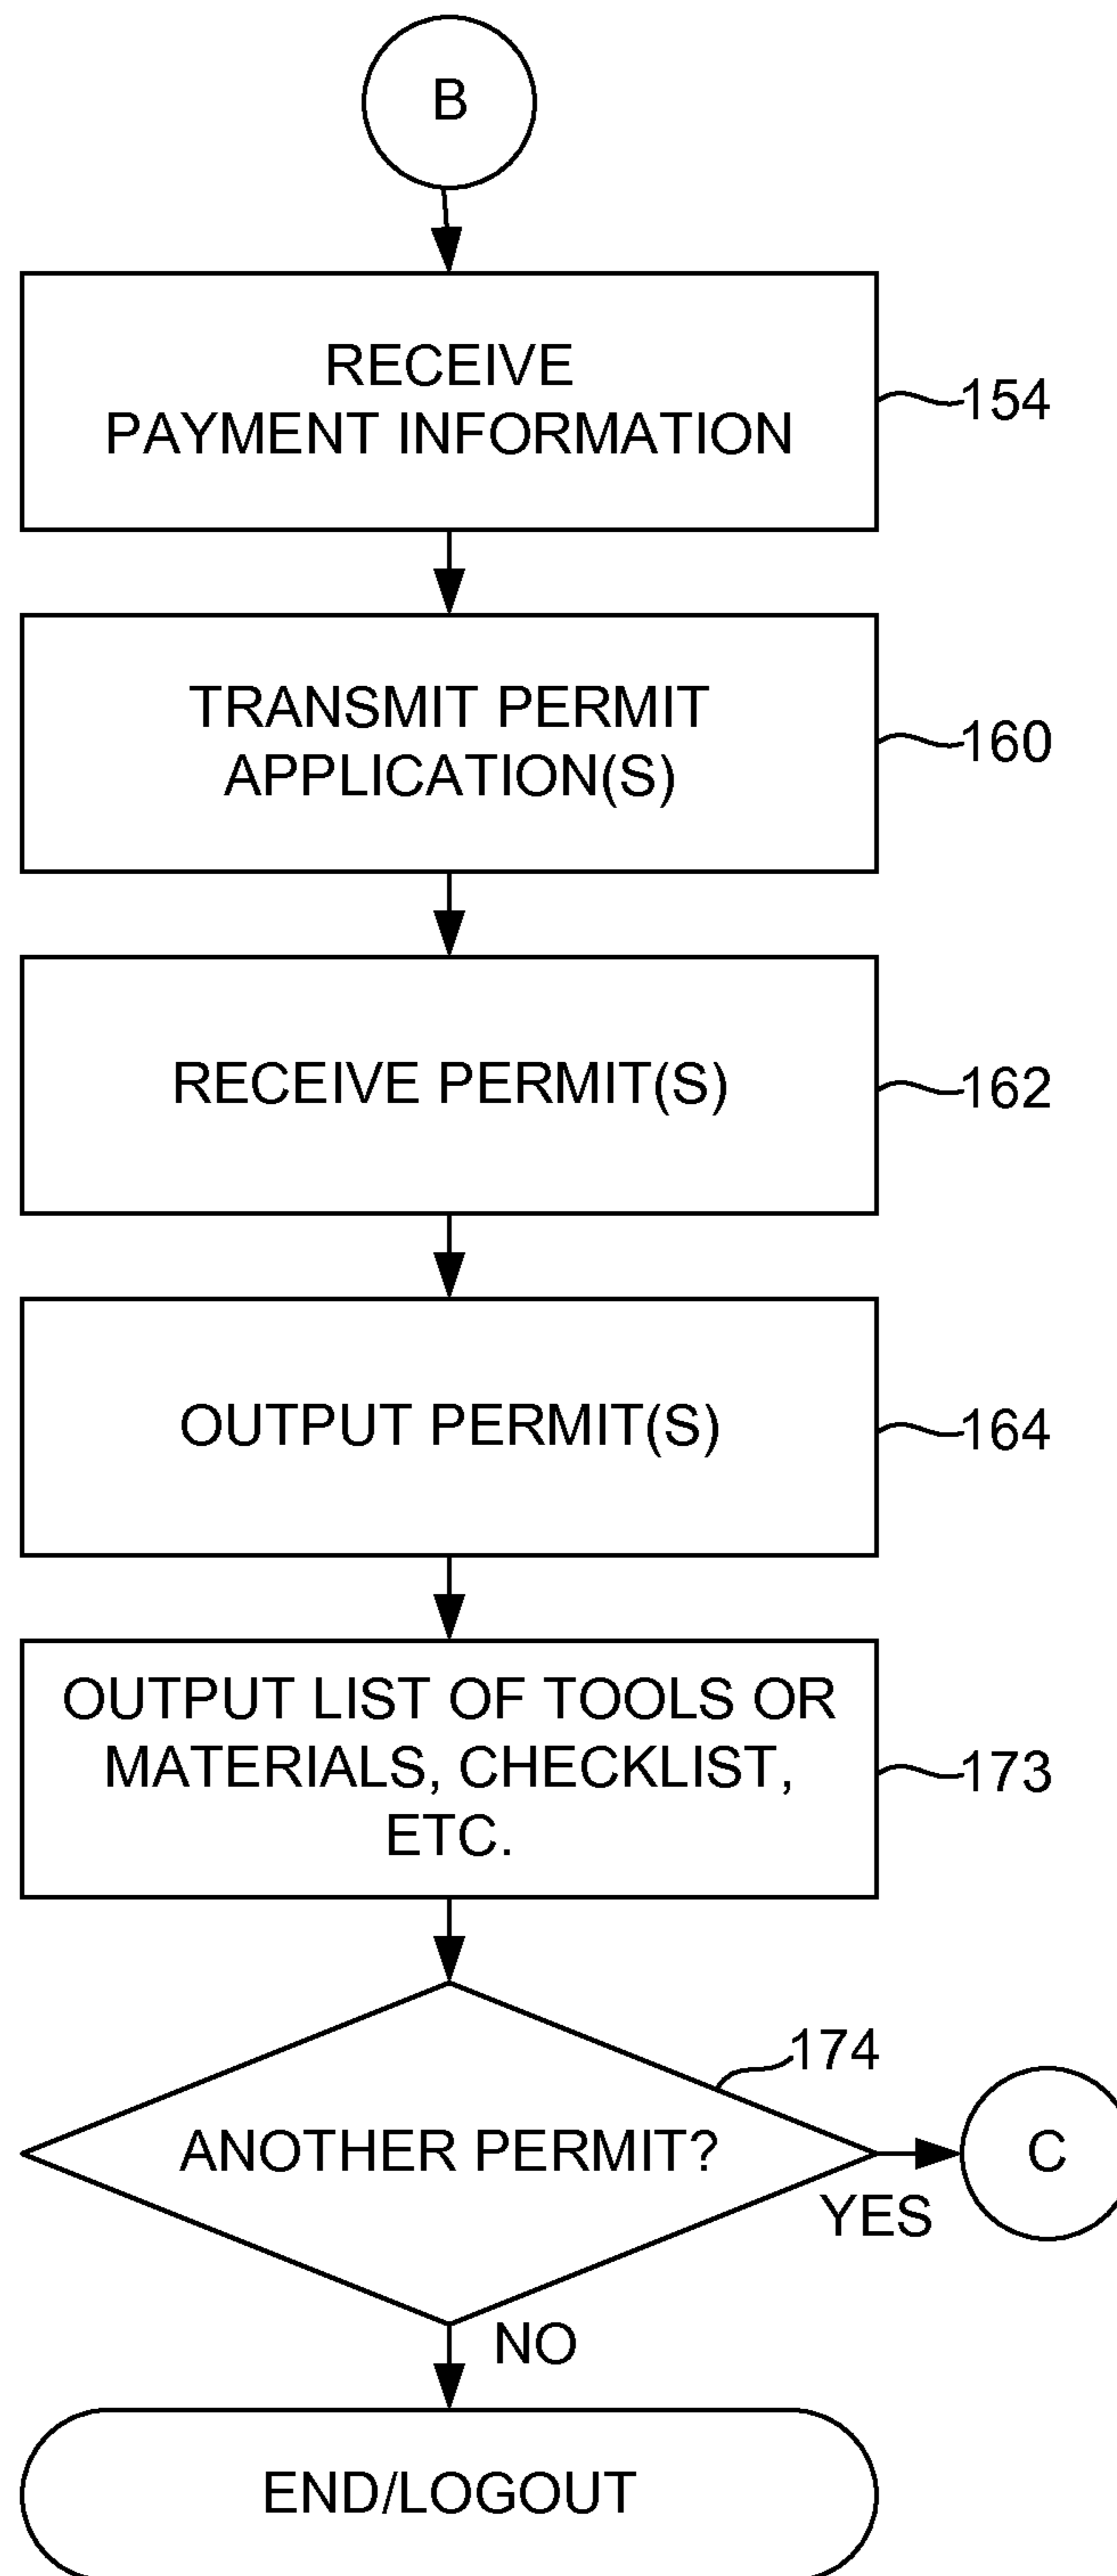 B
RECEIVE
PAYMENT INFORMATION
154
TRANSMIT PERMIT
APPLICATION(S)
160
RECEIVE PERMIT(S)
162
OUTPUT PERMIT(S)
164
OUTPUT LIST OF TOOLS OR
MATERIALS, CHECKLIST,
ETC.
173
174
ANOTHER PERMIT?
C
YES
NO
END/LOGOUT